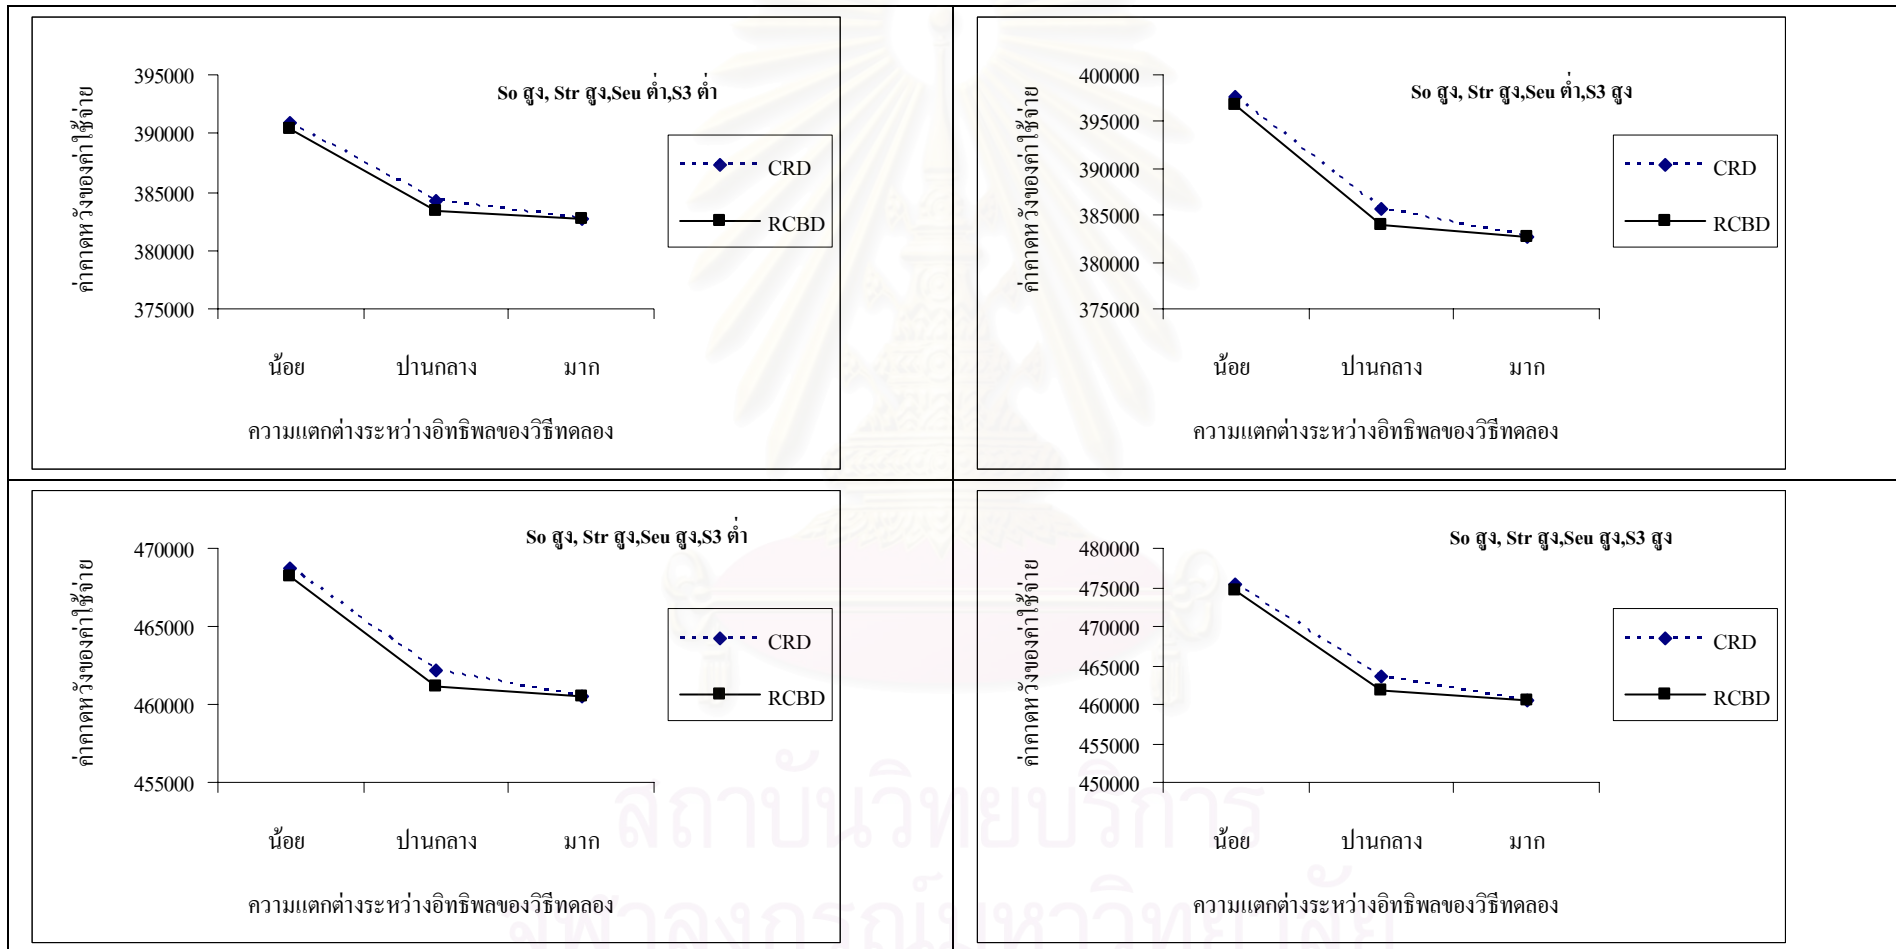 So สูง, Str สูง,Seu ต่ำ,S3 ต่ำ
ค่าคาดหวังของค่าใช้จ่าย
395000
390000
385000
380000
375000
CRD
RCBD
น้อย ปานกลาง มาก
ความแตกต่างระหว่างอิทธิพลของวิธีทดลอง
So สูง, Str สูง,Seu ต่ำ,S3 สูง
ค่าคาดหวังของค่าใช้จ่าย
400000
395000
390000
385000
380000
375000
CRD
RCBD
น้อย ปานกลาง มาก
ความแตกต่างระหว่างอิทธิพลของวิธีทดลอง
So สูง, Str สูง,Seu สูง,S3 ต่ำ
ค่าคาดหวังของค่าใช้จ่าย
470000
465000
460000
455000
CRD
RCBD
น้อย ปานกลาง มาก
ความแตกต่างระหว่างอิทธิพลของวิธีทดลอง
So สูง, Str สูง,Seu สูง,S3 สูง
ค่าคาดหวังของค่าใช้จ่าย
480000
475000
470000
465000
460000
455000
450000
CRD
RCBD
น้อย ปานกลาง มาก
ความแตกต่างระหว่างอิทธิพลของวิธีทดลอง
สถาบันวิทยบริการ
จุฬาลงกรณ์มหาวิทยาลัย